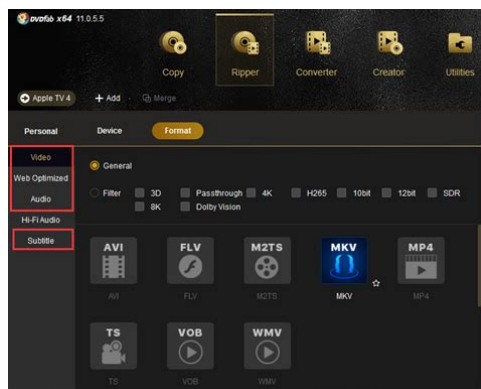 DVDFab x64 11.0.5.5
Copy Ripper Converter Creator Utilities
Apple TV 4 + Add Merge
Personal Device Format
Video
General
Web Optimized
Filter 3D Passthrough 4K H265 10bit 12bit SDR
Audio
8K Dolby Vision
Hi-Fi Audio
Subtitle
AVI FLV M2TS MKV MP4
AVI FLV M2TS MKV MP4
TS VOB WMV
TS VOB WMV